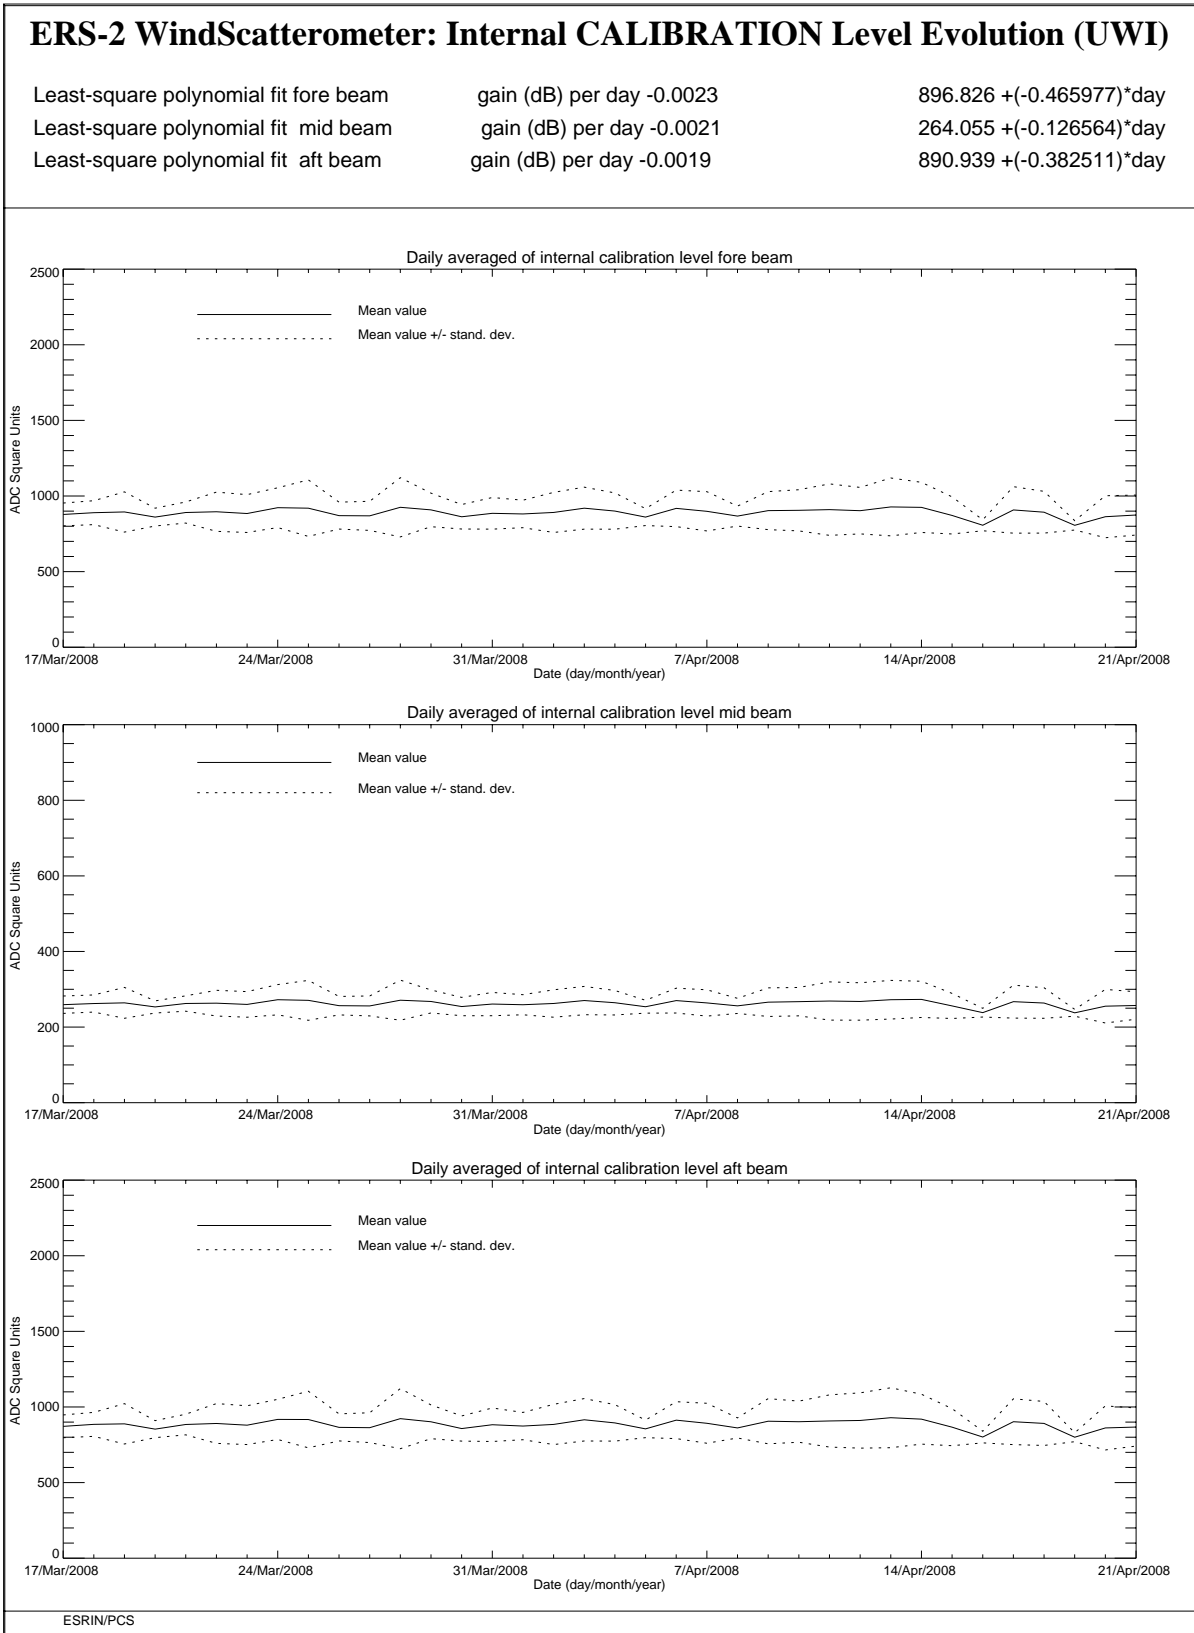 ERS-2 WindScatterometer: Internal CALIBRATION Level Evolution (UWI)
Least-square polynomial fit fore beam gain (dB) per day -0.0023 896.826 +(-0.465977)*day
Least-square polynomial fit mid beam gain (dB) per day -0.0021 264.055 +(-0.126564)*day
Least-square polynomial fit aft beam gain (dB) per day -0.0019 890.939 +(-0.382511)*day
Daily averaged of internal calibration level fore beam
2500
2000
1500
1000
500
0
ADC Square Units
Mean value
Mean value +/- stand. dev.
17/Mar/2008 24/Mar/2008 31/Mar/2008 7/Apr/2008 14/Apr/2008 21/Apr/2008
Date (day/month/year)
Daily averaged of internal calibration level mid beam
1000
800
600
400
200
0
ADC Square Units
Mean value
Mean value +/- stand. dev.
17/Mar/2008 24/Mar/2008 31/Mar/2008 7/Apr/2008 14/Apr/2008 21/Apr/2008
Date (day/month/year)
Daily averaged of internal calibration level aft beam
2500
2000
1500
1000
500
0
ADC Square Units
Mean value
Mean value +/- stand. dev.
17/Mar/2008 24/Mar/2008 31/Mar/2008 7/Apr/2008 14/Apr/2008 21/Apr/2008
Date (day/month/year)
ESRIN/PCS